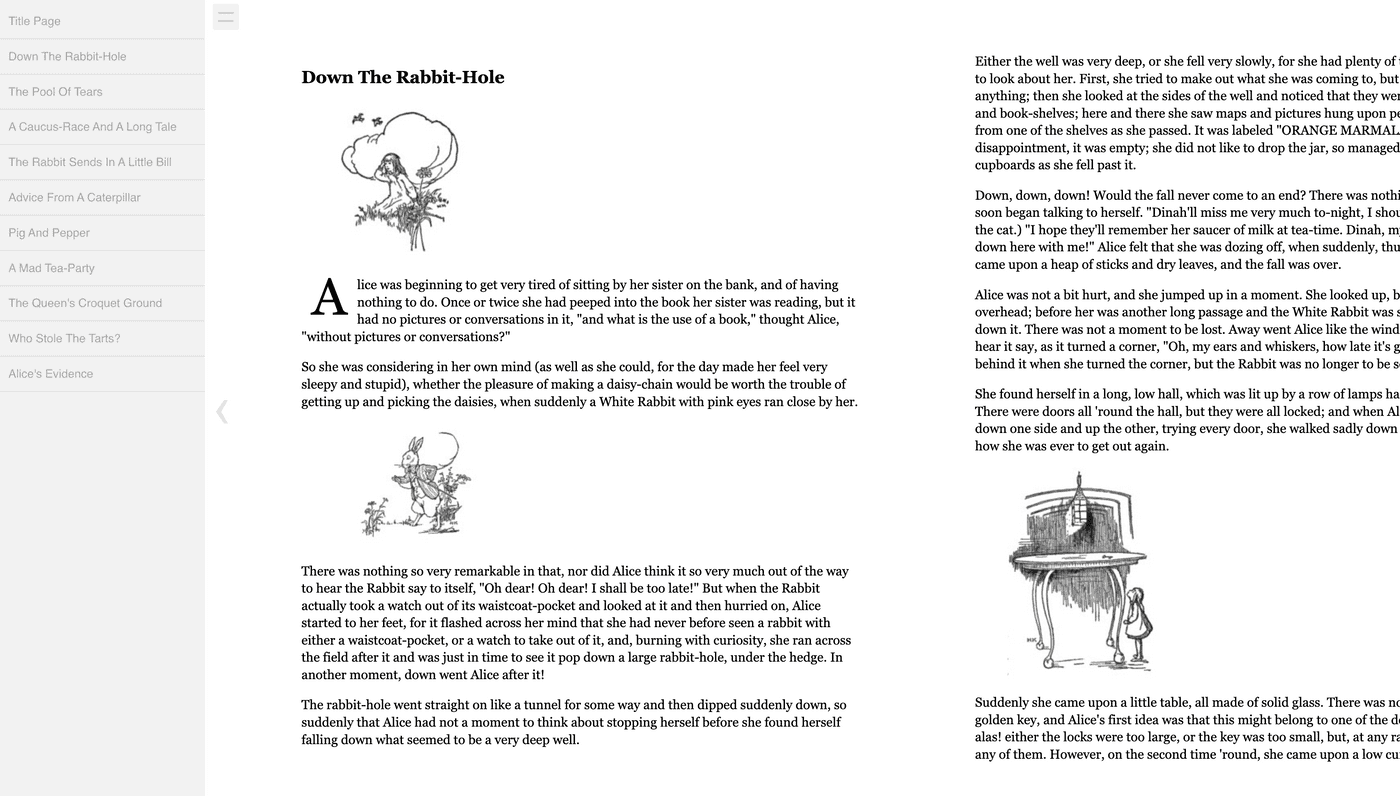 Title Page
Down The Rabbit-Hole
The Pool Of Tears
A Caucus-Race And A Long Tale
The Rabbit Sends In A Little Bill
Advice From A Caterpillar
Pig And Pepper
A Mad Tea-Party
The Queen's Croquet Ground
Who Stole The Tarts?
Alice's Evidence
Down The Rabbit-Hole
Alice was beginning to get very tired of sitting by her sister on the bank, and of having
nothing to do. Once or twice she had peeped into the book her sister was reading, but it
had no pictures or conversations in it, "and what is the use of a book," thought Alice,
"without pictures or conversations?"
So she was considering in her own mind (as well as she could, for the day made her feel very
sleepy and stupid), whether the pleasure of making a daisy-chain would be worth the trouble of
getting up and picking the daisies, when suddenly a White Rabbit with pink eyes ran close by her.
There was nothing so very remarkable in that, nor did Alice think it so very much out of the way
to hear the Rabbit say to itself, "Oh dear! Oh dear! I shall be too late!" But when the Rabbit
actually took a watch out of its waistcoat-pocket and looked at it and then hurried on, Alice
started to her feet, for it flashed across her mind that she had never before seen a rabbit with
either a waistcoat-pocket, or a watch to take out of it, and, burning with curiosity, she ran across
the field after it and was just in time to see it pop down a large rabbit-hole, under the hedge. In
another moment, down went Alice after it!
The rabbit-hole went straight on like a tunnel for some way and then dipped suddenly down, so
suddenly that Alice had not a moment to think about stopping herself before she found herself
falling down what seemed to be a very deep well.
Either the well was very deep, or she fell very slowly, for she had plenty of
to look about her. First, she tried to make out what she was coming to, but
anything; then she looked at the sides of the well and noticed that they
and book-shelves; here and there she saw maps and pictures hung upon
from one of the shelves as she passed. It was labeled "ORANGE
disappointment, it was empty; she did not like to drop the jar, so managed
cupboards as she fell past it.
Down, down, down! Would the fall never come to an end? There was
soon began talking to herself. "Dinah'll miss me very much to-night, I
the cat.) "I hope they'll remember her saucer of milk at tea-time. Dinah,
down here with me!" Alice felt that she was dozing off, when suddenly,
came upon a heap of sticks and dry leaves, and the fall was over.
Alice was not a bit hurt, and she jumped up in a moment. She looked up,
overhead; before her was another long passage and the White Rabbit was
down it. There was not a moment to be lost. Away went Alice like the wind
hear it say, as it turned a corner, "Oh, my ears and whiskers, how late it's
behind it when she turned the corner, but the Rabbit was no longer to be
She found herself in a long, low hall, which was lit up by a row of lamps
There were doors all 'round the hall, but they were all locked; and when
down one side and up the other, trying every door, she walked sadly down
how she was ever to get out again.
Suddenly she came upon a little table, all made of solid glass. There was
golden key, and Alice's first idea was that this might belong to one of the
alas! either the locks were too large, or the key was too small, but, at any
any of them. However, on the second time 'round, she came upon a low